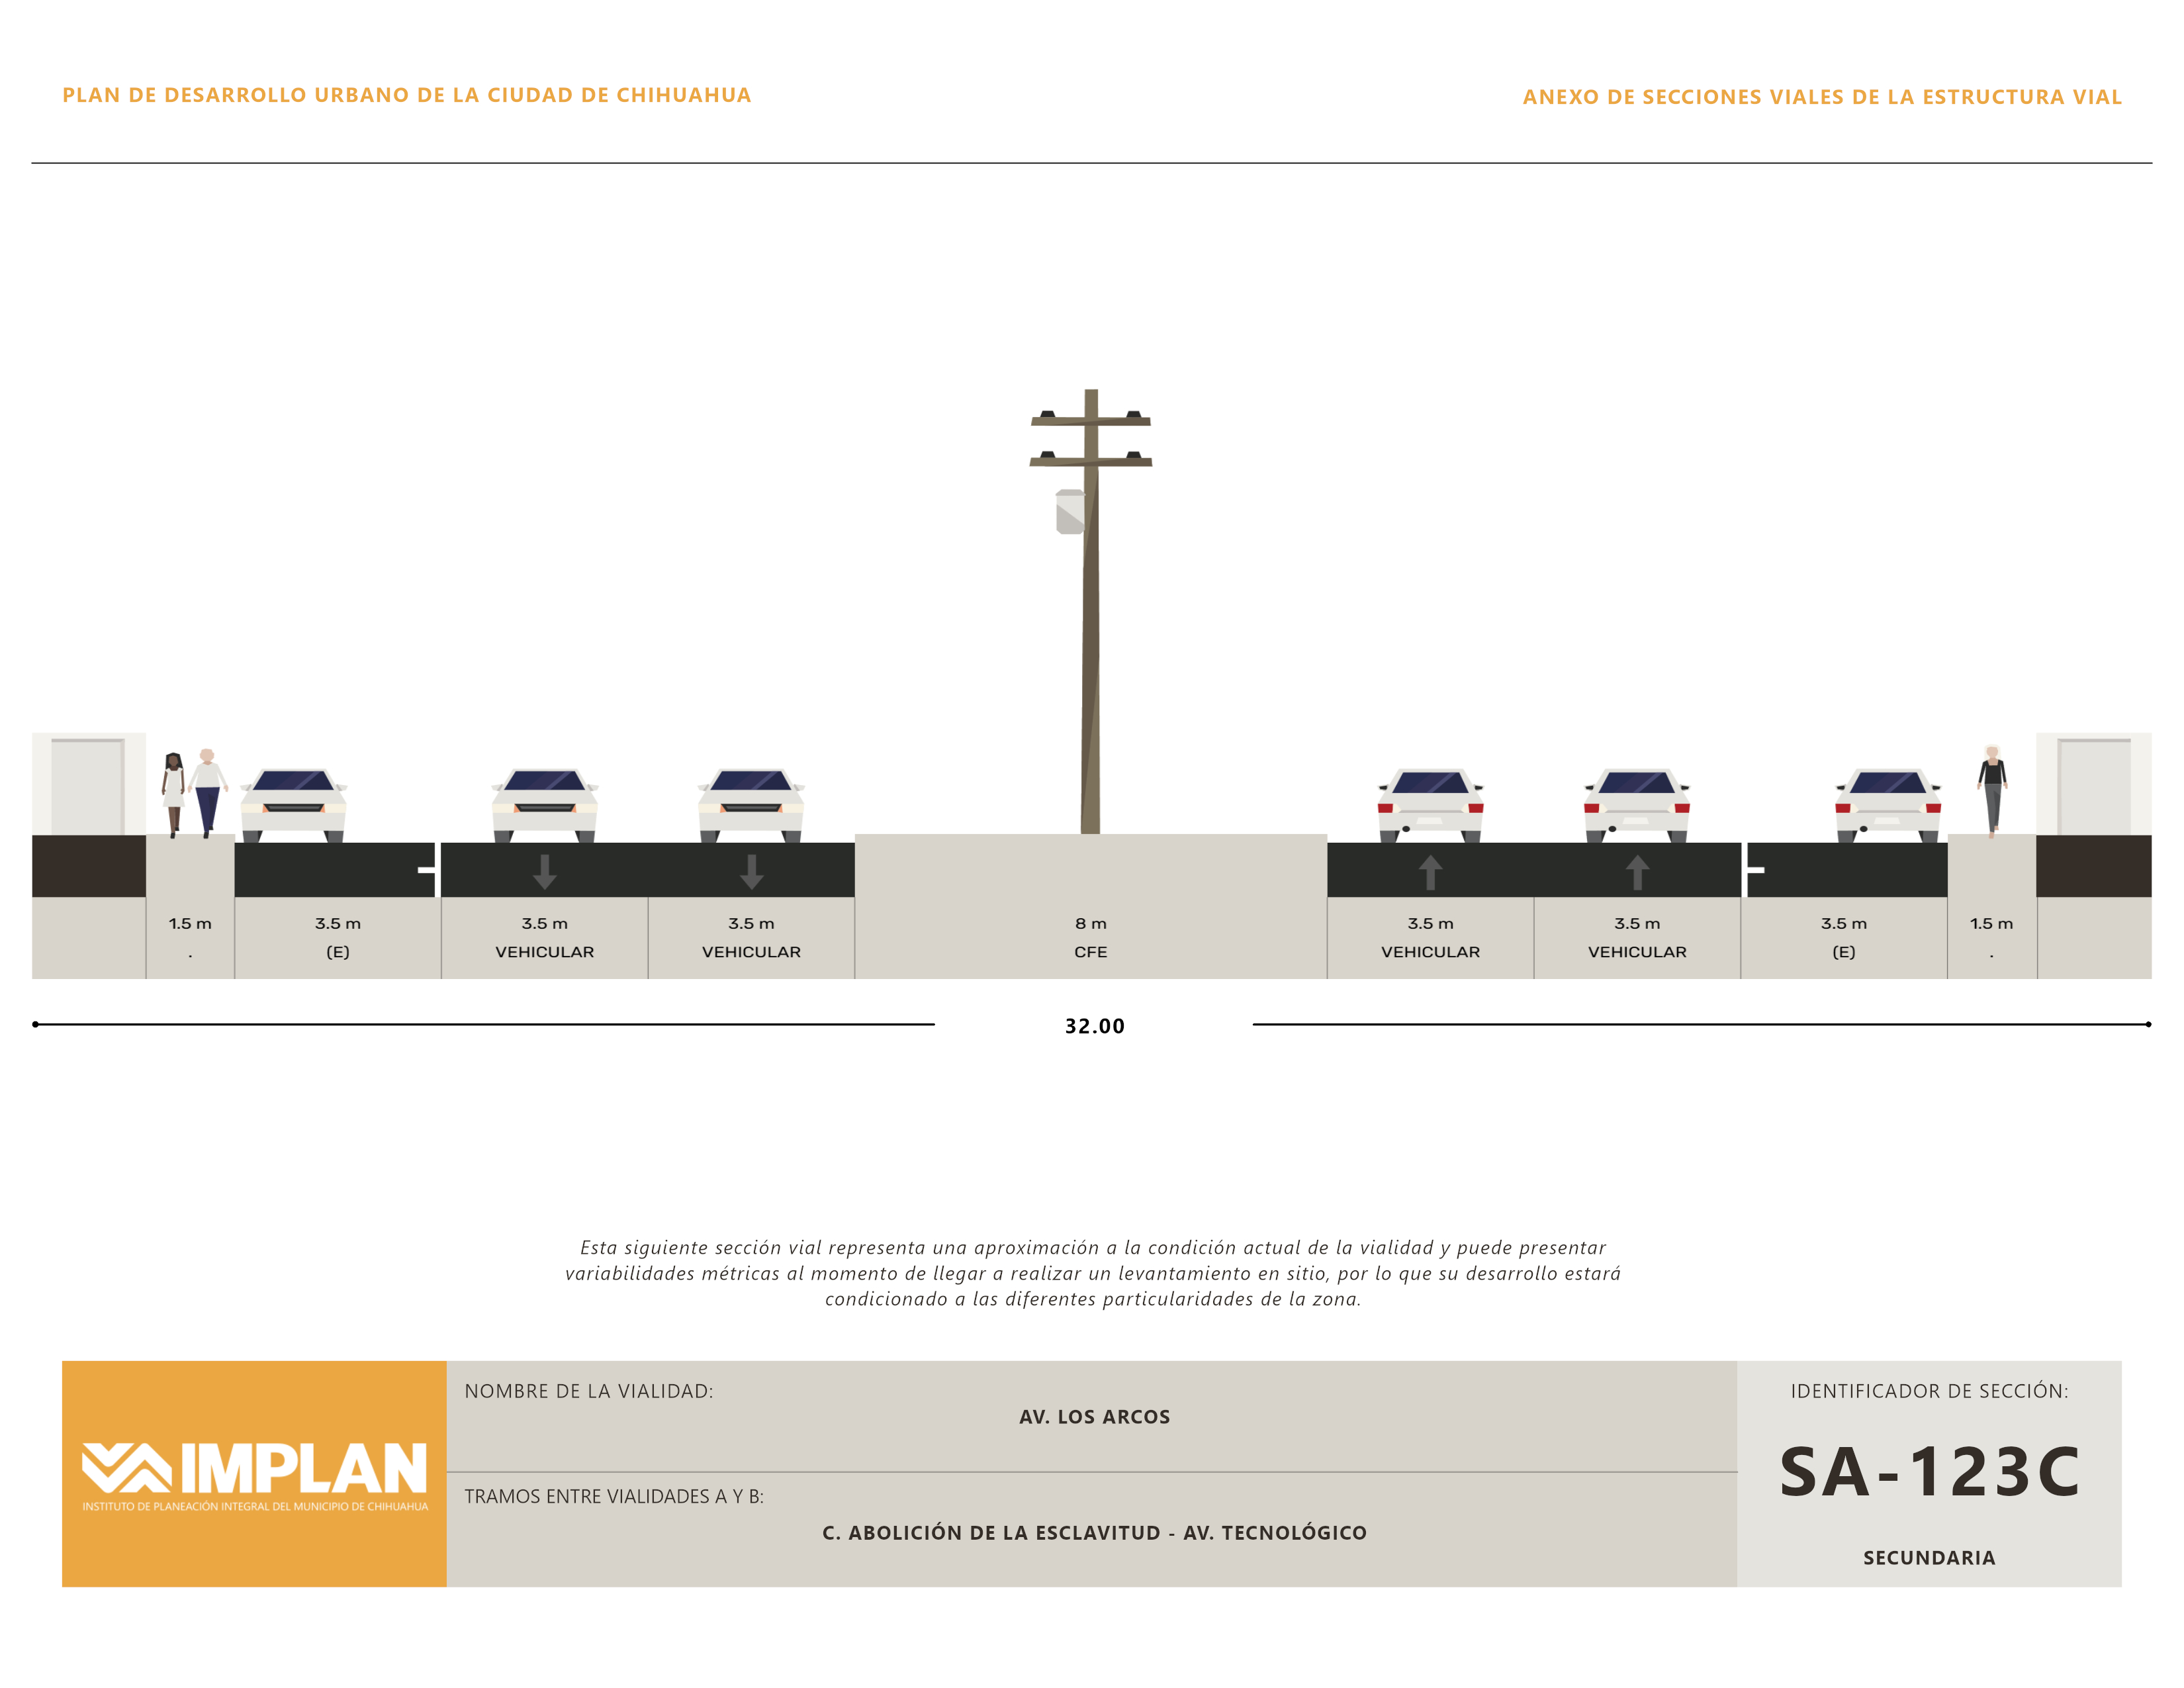 PLAN DE DESARROLLO URBANO DE LA CIUDAD DE CHIHUAHUA
ANEXO DE SECCIONES VIALES DE LA ESTRUCTURA VIAL
1.5 m
.
3.5 m
(E)
3.5 m
VEHICULAR
3.5 m
VEHICULAR
8 m
CFE
3.5 m
VEHICULAR
3.5 m
VEHICULAR
3.5 m
(E)
1.5 m
.
32.00
Esta siguiente sección vial representa una aproximación a la condición actual de la vialidad y puede presentar
variabilidades métricas al momento de llegar a realizar un levantamiento en sitio, por lo que su desarrollo estará
condicionado a las diferentes particularidades de la zona.
IMPLAN
INSTITUTO DE PLANEACIÓN INTEGRAL DEL MUNICIPIO DE CHIHUAHUA
NOMBRE DE LA VIALIDAD:
AV. LOS ARCOS
TRAMOS ENTRE VIALIDADES A Y B:
C. ABOLICIÓN DE LA ESCLAVITUD - AV. TECNOLÓGICO
IDENTIFICADOR DE SECCIÓN:
SA-123C
SECUNDARIA